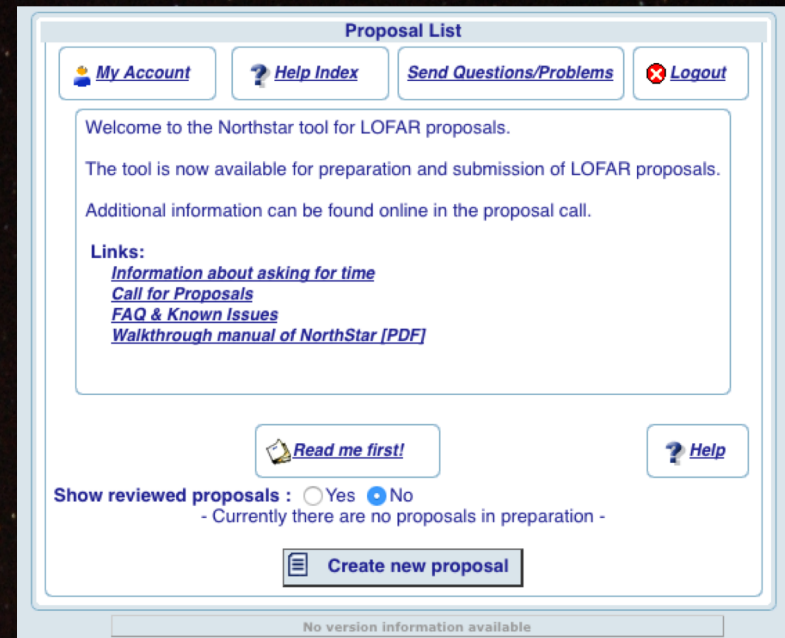 Proposal List
My Account
Help Index
Send Questions/Problems
Logout
Welcome to the Northstar tool for LOFAR proposals.
The tool is now available for preparation and submission of LOFAR proposals.
Additional information can be found online in the proposal call.
Links:
Information about asking for time
Call for Proposals
FAQ & Known Issues
Walkthrough manual of NorthStar [PDF]
Read me first!
Help
Show reviewed proposals : Yes No
- Currently there are no proposals in preparation -
Create new proposal
No version information available